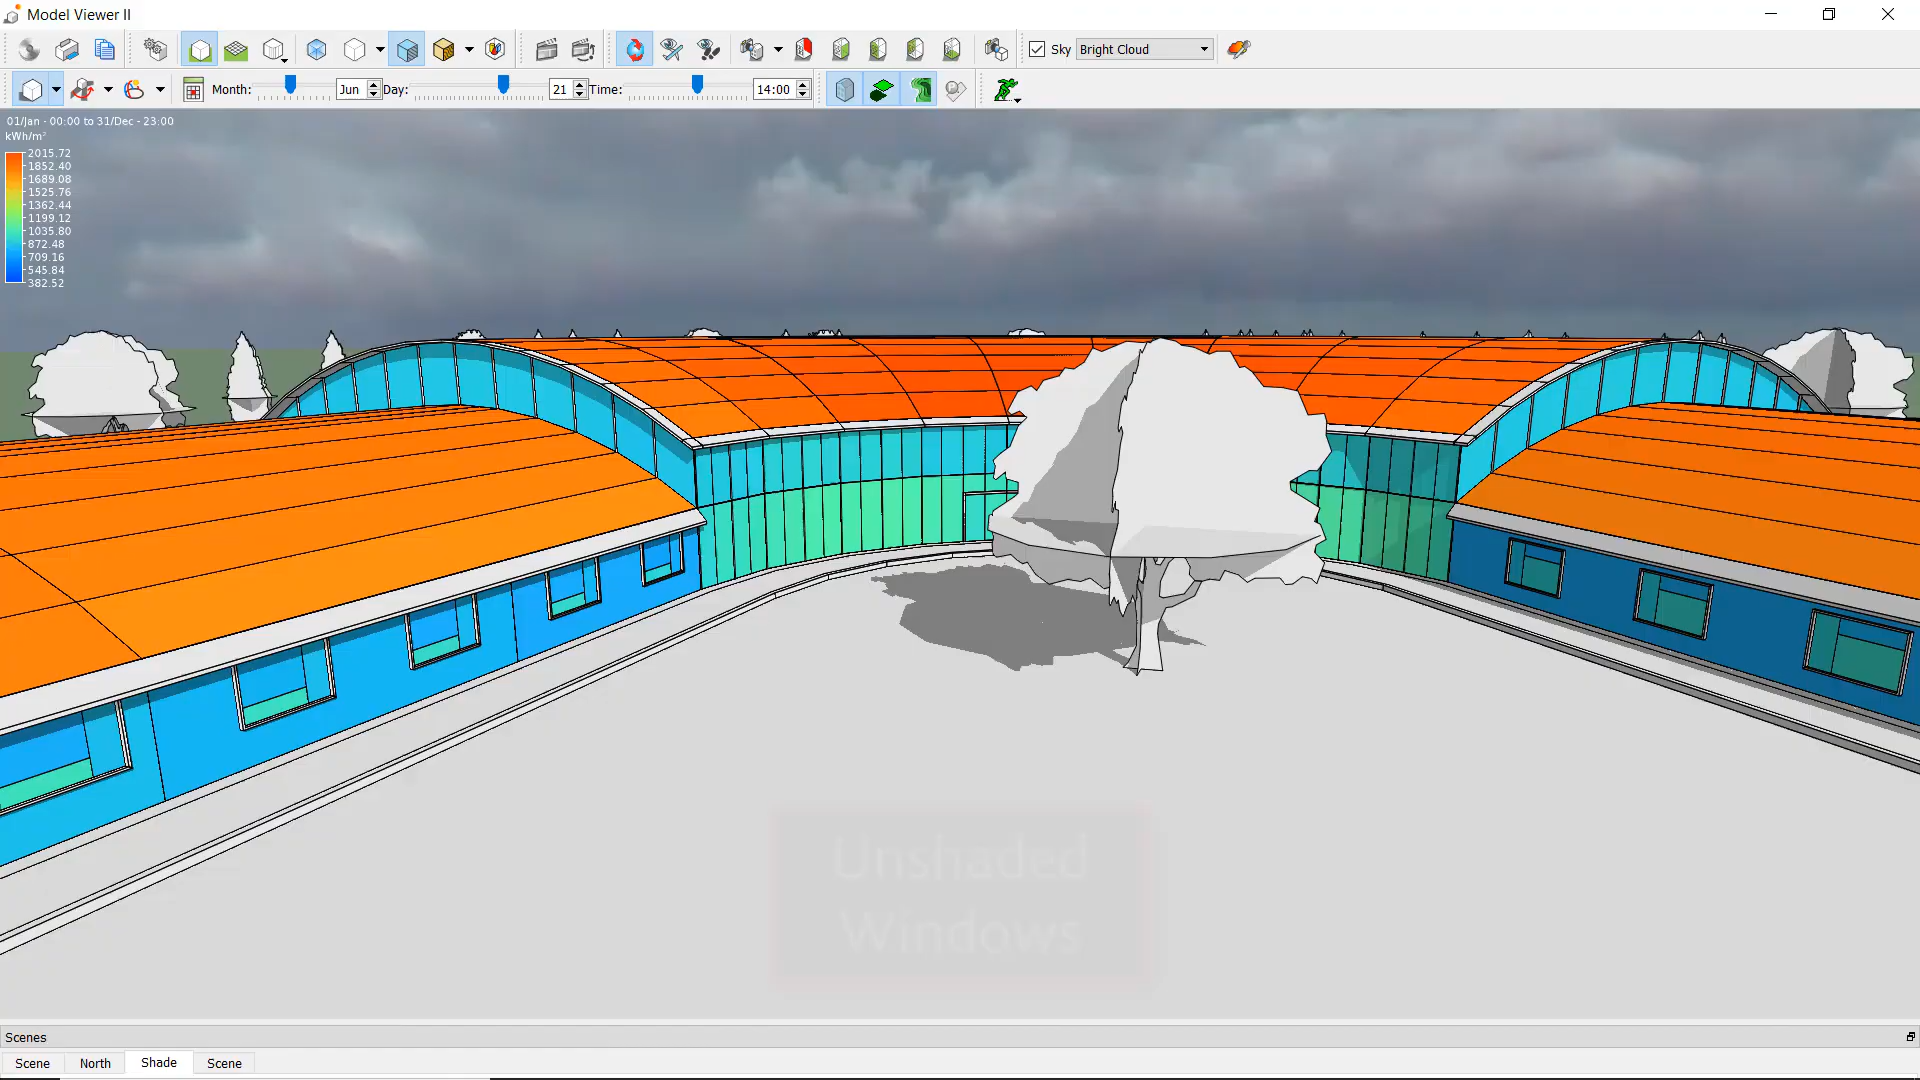 Model Viewer II
Sky Bright Cloud
Month: Jun Day: 21 Time: 14:00
01/Jan - 00:00 to 31/Dec - 23:00
kWh/m²
2015.72
1852.40
1689.08
1525.76
1362.44
1199.12
1035.80
872.48
709.16
545.84
382.52
Unshaded
Windows
Scenes
Scene North Shade Scene